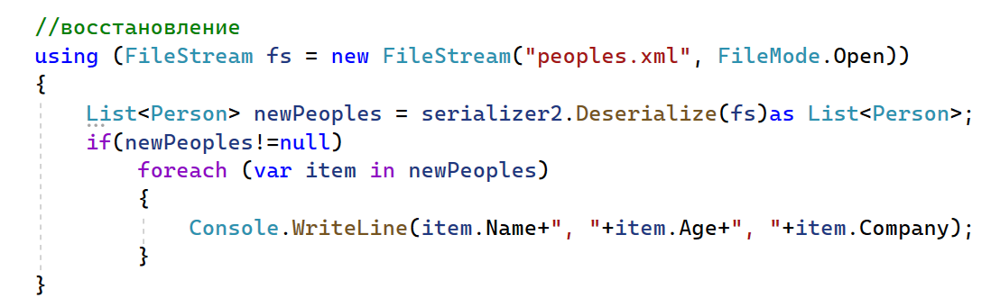 //восстановление
using (FileStream fs = new FileStream("peoples.xml", FileMode.Open))
{
List<Person> newPeoples = serializer2.Deserialize(fs)as List<Person>;
if(newPeoples!=null)
foreach (var item in newPeoples)
{
Console.WriteLine(item.Name+", "+item.Age+", "+item.Company);
}
}